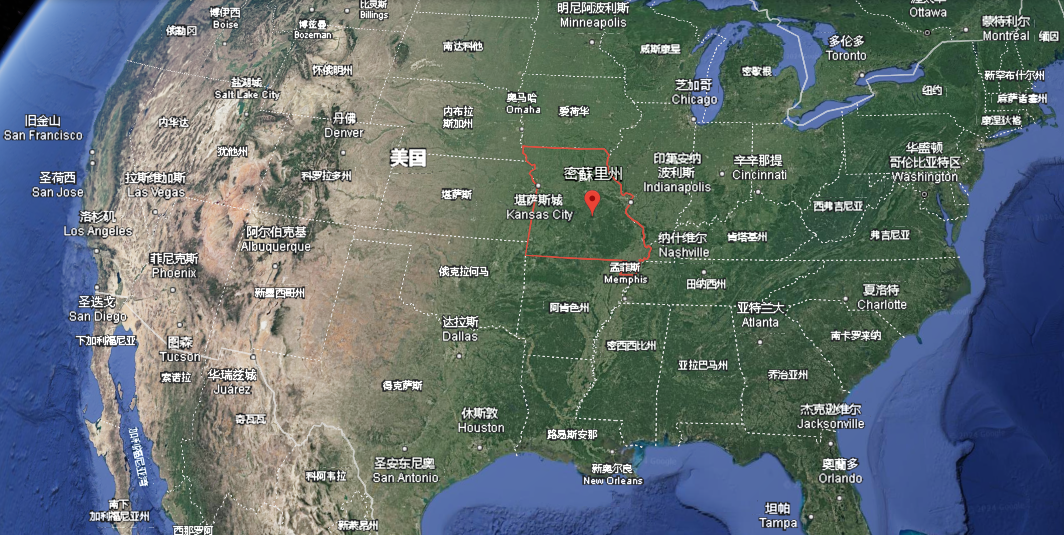 比灵斯
Billings
博伊西
Boise
博兹曼
Bozeman
俄勒冈
明尼阿波利斯
Minneapolis
Ottawa
蒙特利尔
Montréal
缅因
南达科他
威斯康星
多伦多
Toronto
怀俄明州
密歇根
新罕布什尔州
盐湖城
Salt Lake City
芝加哥
Chicago
纽约
麻萨诸塞州
奥马哈
Omaha
爱荷华
内布拉
斯加州
康涅狄格
旧金山
San Francisco
内华达
丹佛
Denver
犹他州
美国
华盛顿
哥伦比亚特区
Washington
印第安纳
波利斯
Indianapolis
辛辛那提
Cincinnati
密苏里州
圣荷西
San Jose
拉斯维加斯
Las Vegas
科罗拉多州
堪萨斯
堪萨斯城
Kansas City
西弗吉尼亚
洛杉矶
Los Angeles
阿尔伯克基
Albuquerque
纳什维尔
Nashville
肯塔基州
弗吉尼亚
菲尼克斯
Phoenix
俄克拉何马
孟菲斯
Memphis
田纳西州
新墨西哥州
夏洛特
Charlotte
圣迭戈
San Diego
阿肯色州
亚特兰大
Atlanta
达拉斯
Dallas
南卡罗来纳
下加利福尼亚
图森
Tucson
密西西比州
亚拉巴马州
索诺拉
华瑞兹城
Juárez
得克萨斯
乔治亚州
奇瓦瓦
休斯敦
Houston
杰克逊维尔
Jacksonville
路易斯安那
加利福尼亚湾
圣安东尼奥
San Antonio
新奥尔良
New Orleans
奥兰多
Orlando
科阿韦拉
南下
加利福尼亚州
坦帕
Tampa
新莱昂州
西那罗阿